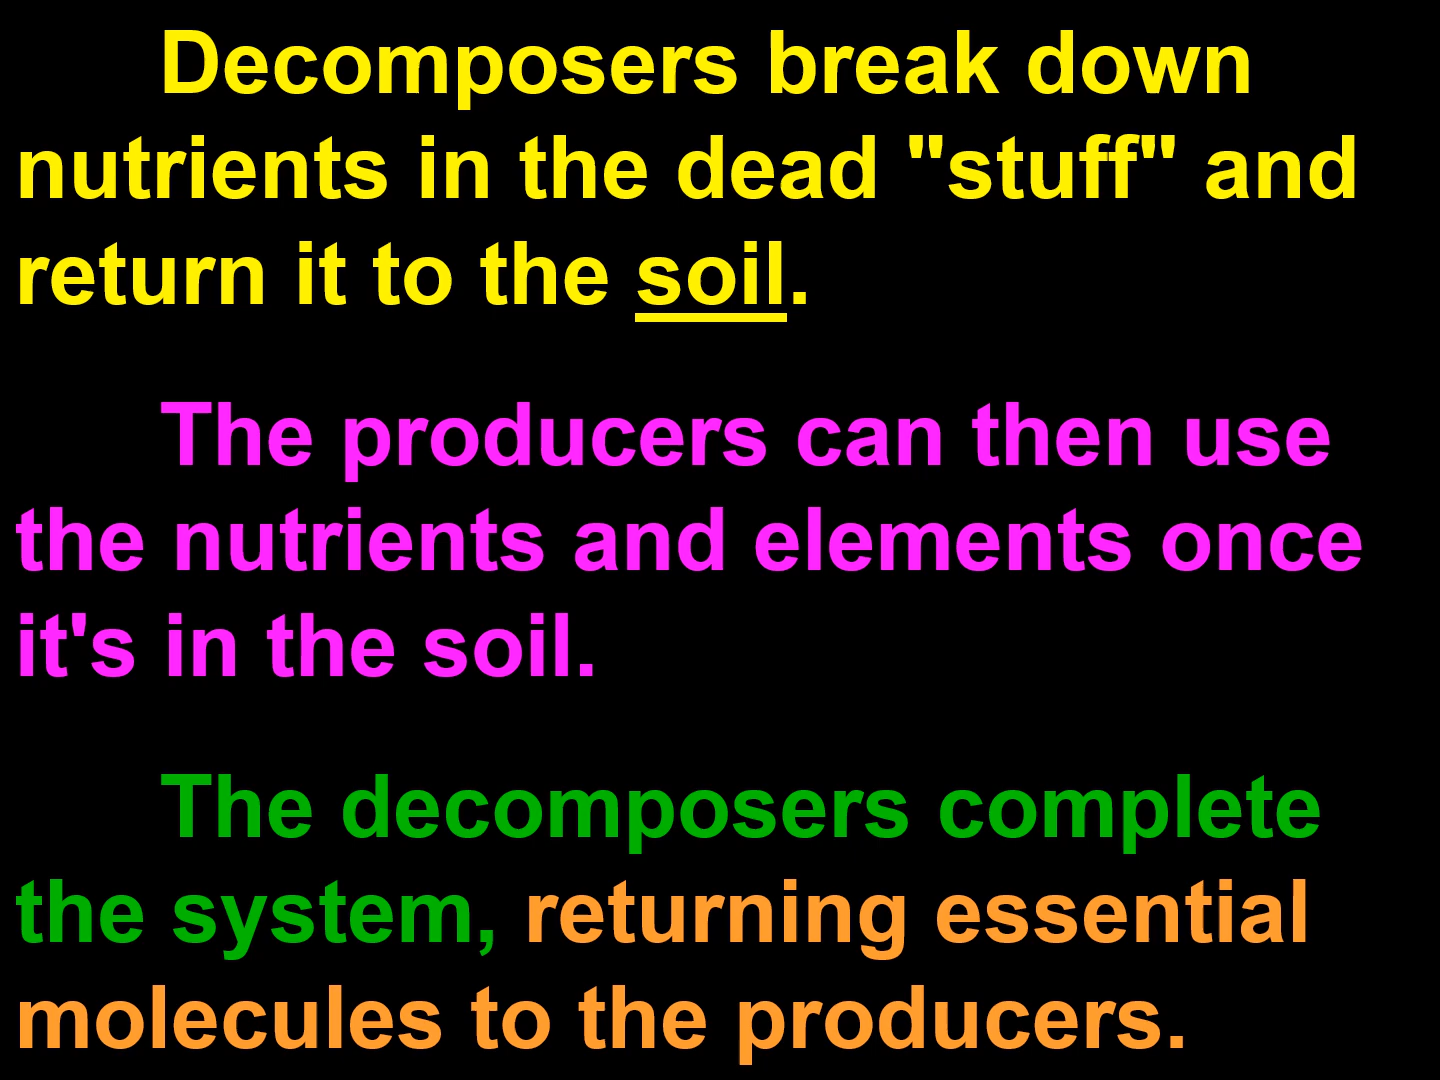 Decomposers break down
nutrients in the dead "stuff" and
return it to the soil.
The producers can then use
the nutrients and elements once
it's in the soil.
The decomposers complete
the system, returning essential
molecules to the producers.